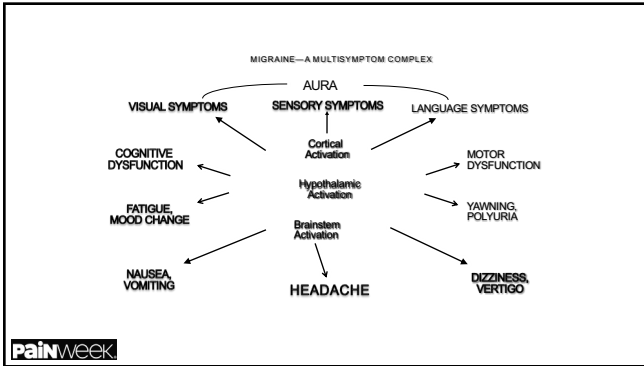 MIGRAINE—A MULTISYMPTOM COMPLEX
AURA
VISUAL SYMPTOMS
SENSORY SYMPTOMS
LANGUAGE SYMPTOMS
Cortical
Activation
COGNITIVE
DYSFUNCTION
MOTOR
DYSFUNCTION
Hypothalamic
Activation
FATIGUE,
MOOD CHANGE
YAWNING,
POLYURIA
Brainstem
Activation
NAUSEA,
VOMITING
HEADACHE
DIZZINESS,
VERTIGO
PaiNWeek.